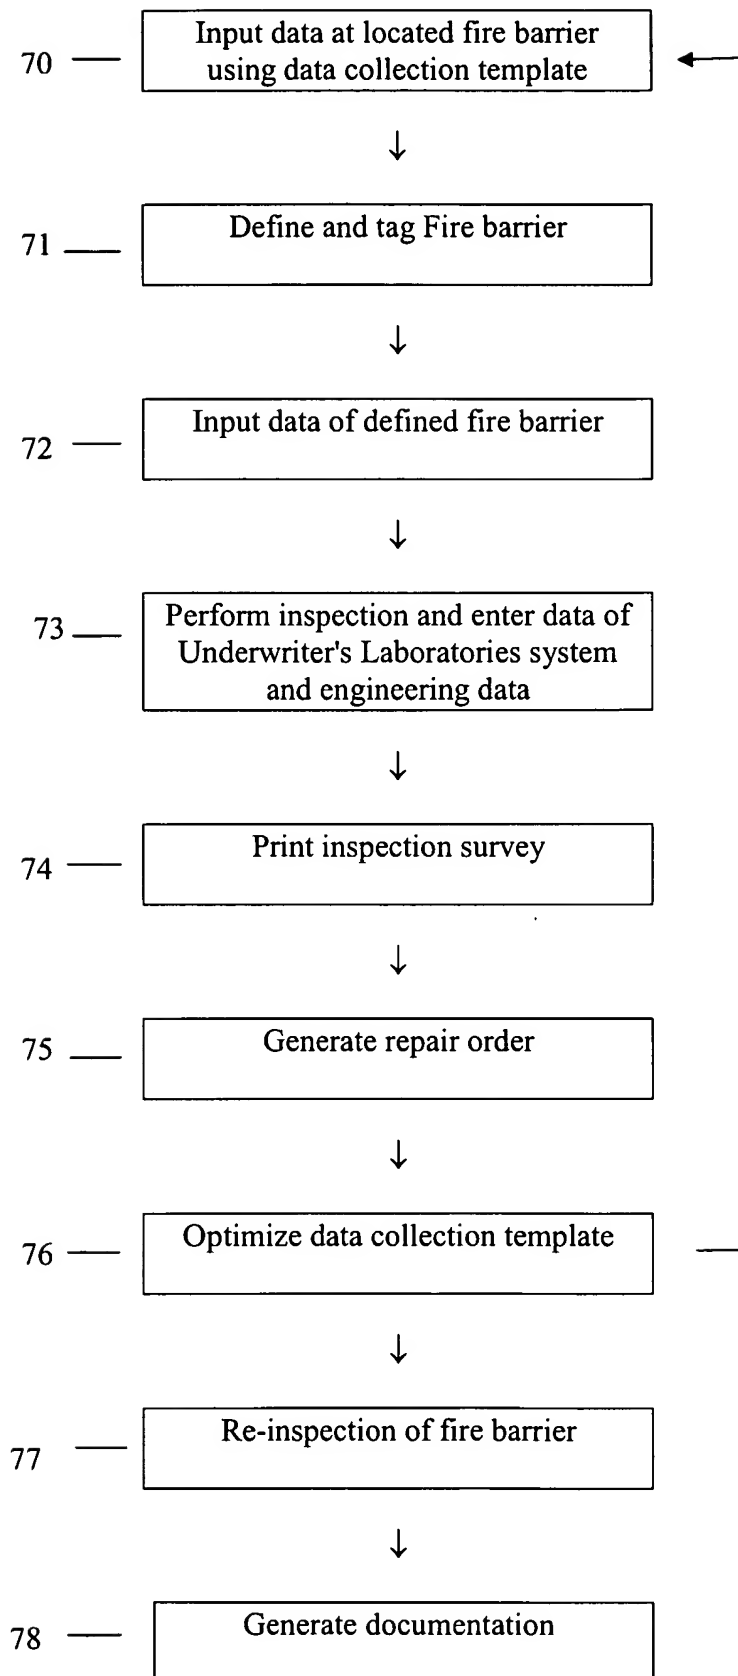 70
Input data at located fire barrier
using data collection template
71
Define and tag Fire barrier
72
Input data of defined fire barrier
73
Perform inspection and enter data of
Underwriter's Laboratories system
and engineering data
74
Print inspection survey
75
Generate repair order
76
Optimize data collection template
77
Re-inspection of fire barrier
78
Generate documentation